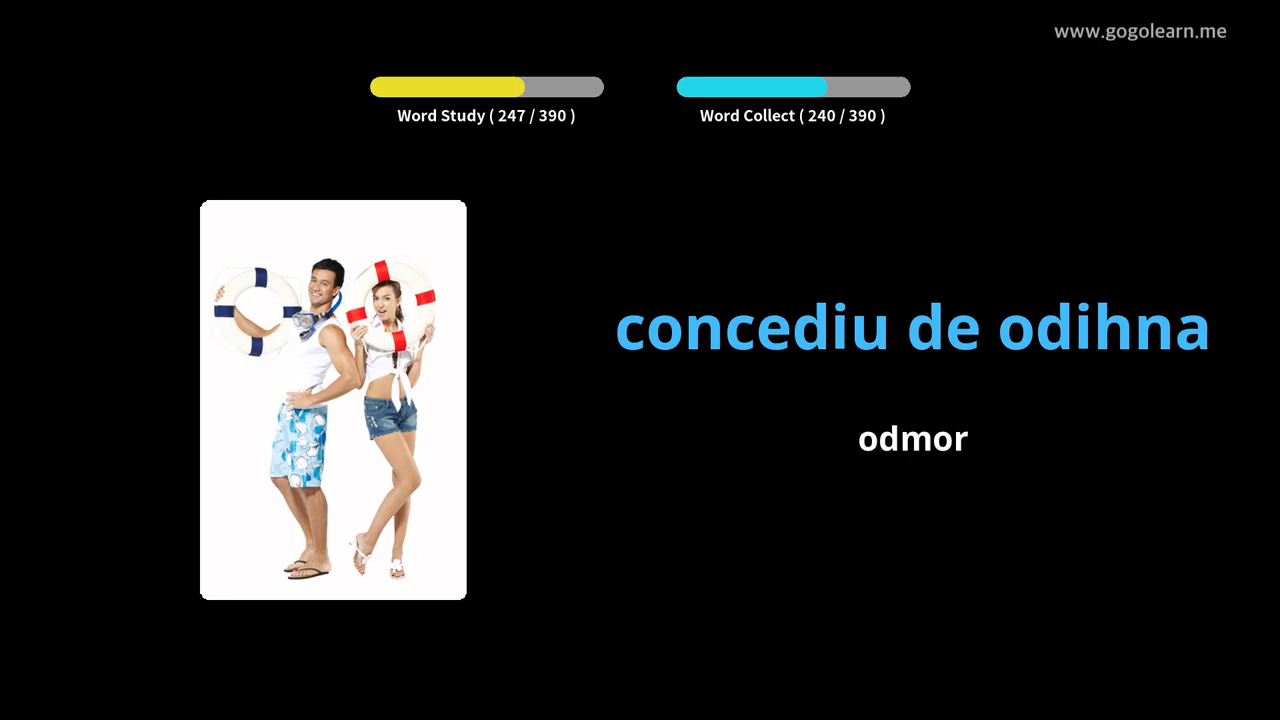 www.gogolearn.me
Word Study ( 247 / 390 )
Word Collect ( 240 / 390 )
concediu de odihna
odmor